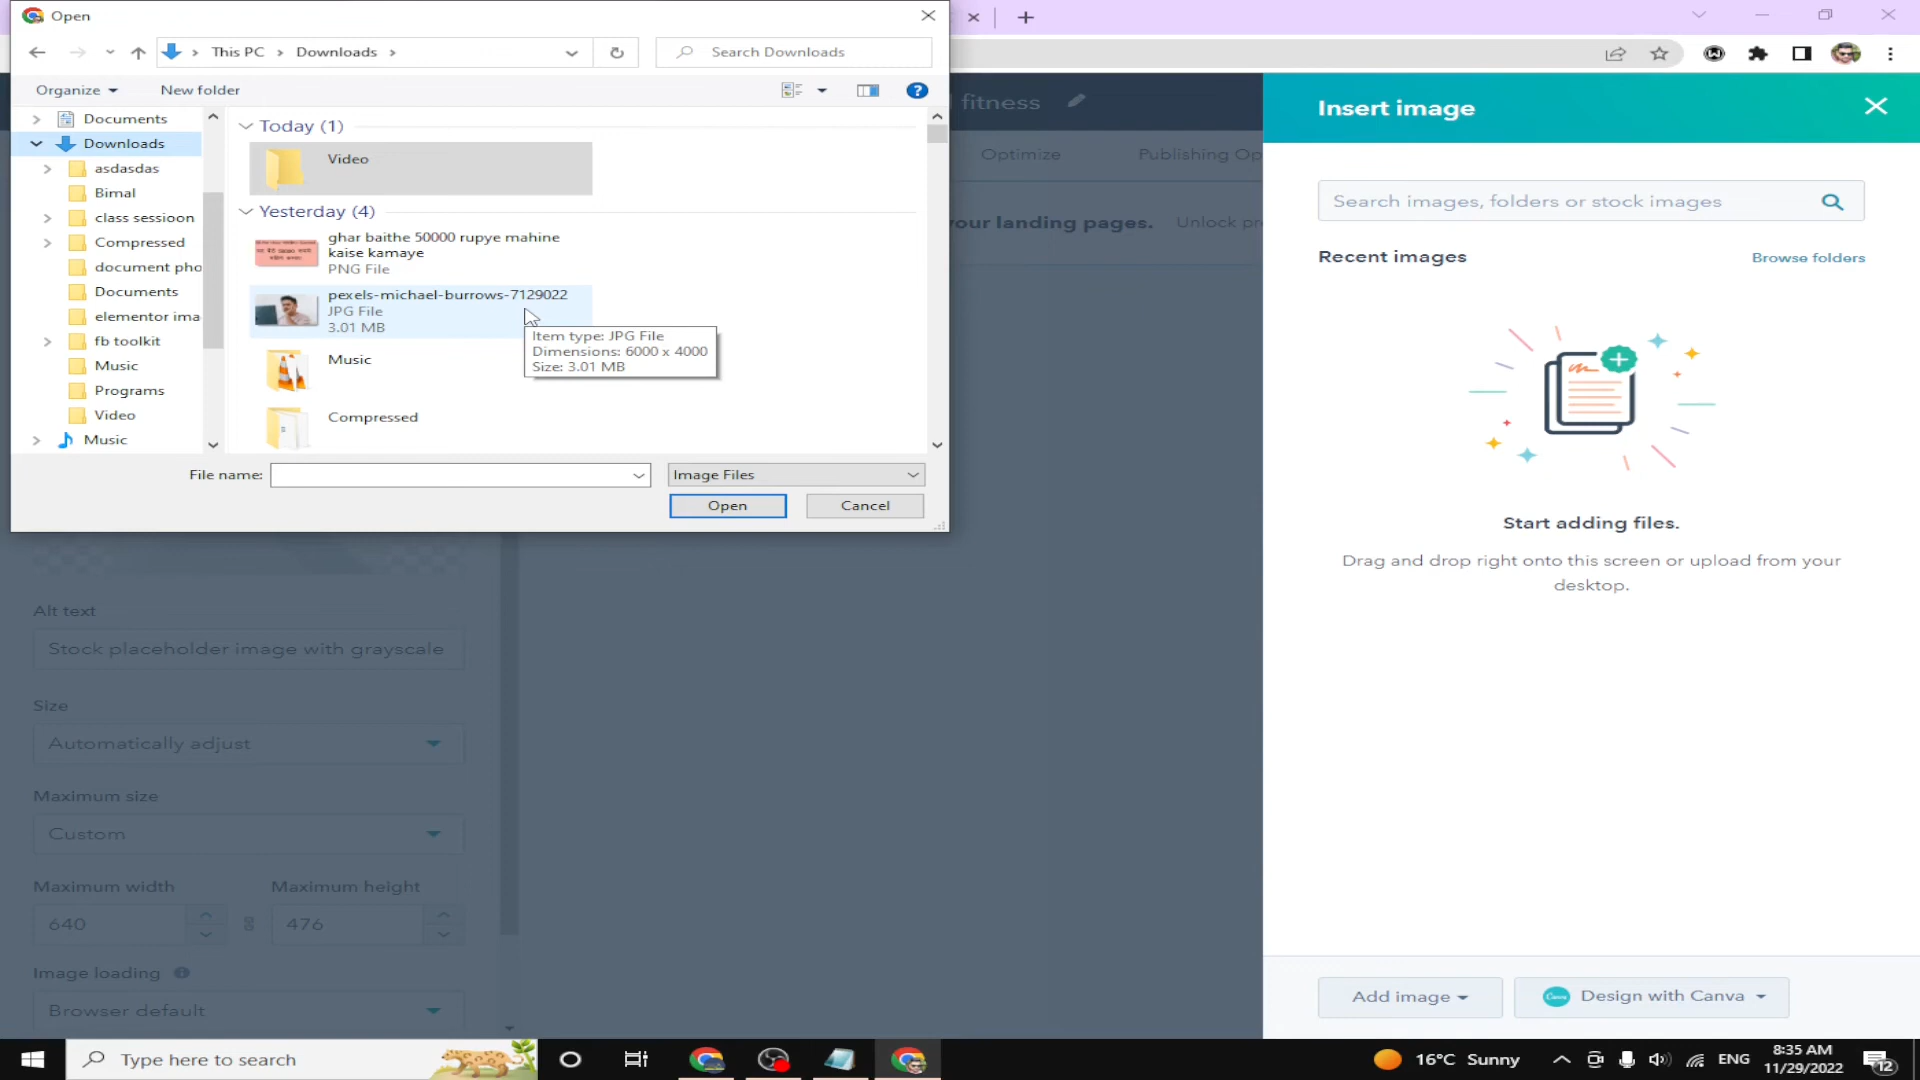 Open
This PC > Downloads >
Search Downloads
Organize
New folder
Documents
Downloads
asdasdas
Bimal
class sessioon
Compressed
document pho
Documents
elementor ima
fb toolkit
Music
Programs
Video
Music
Today (1)
Video
Yesterday (4)
ghar baithe 50000 rupye mahine
kaise kamaye
PNG File
pexels-michael-burrows-7129022
JPG File
3.01 MB
Item type: JPG File
Dimensions: 6000 x 4000
Size: 3.01 MB
Music
Compressed
File name:
Image Files
Open
Cancel
fitness
Optimize
Publishing Op
your landing pages.
Unlock pr
Insert image
Search images, folders or stock images
Recent images
Browse folders
Start adding files.
Drag and drop right onto this screen or upload from your
desktop.
Add image
Design with Canva
Alt text
Stock placeholder image with grayscale
Size
Automatically adjust
Maximum size
Custom
Maximum width
Maximum height
640
476
Image loading
Browser default
Type here to search
16°C Sunny
ENG
8:35 AM
11/29/2022
12